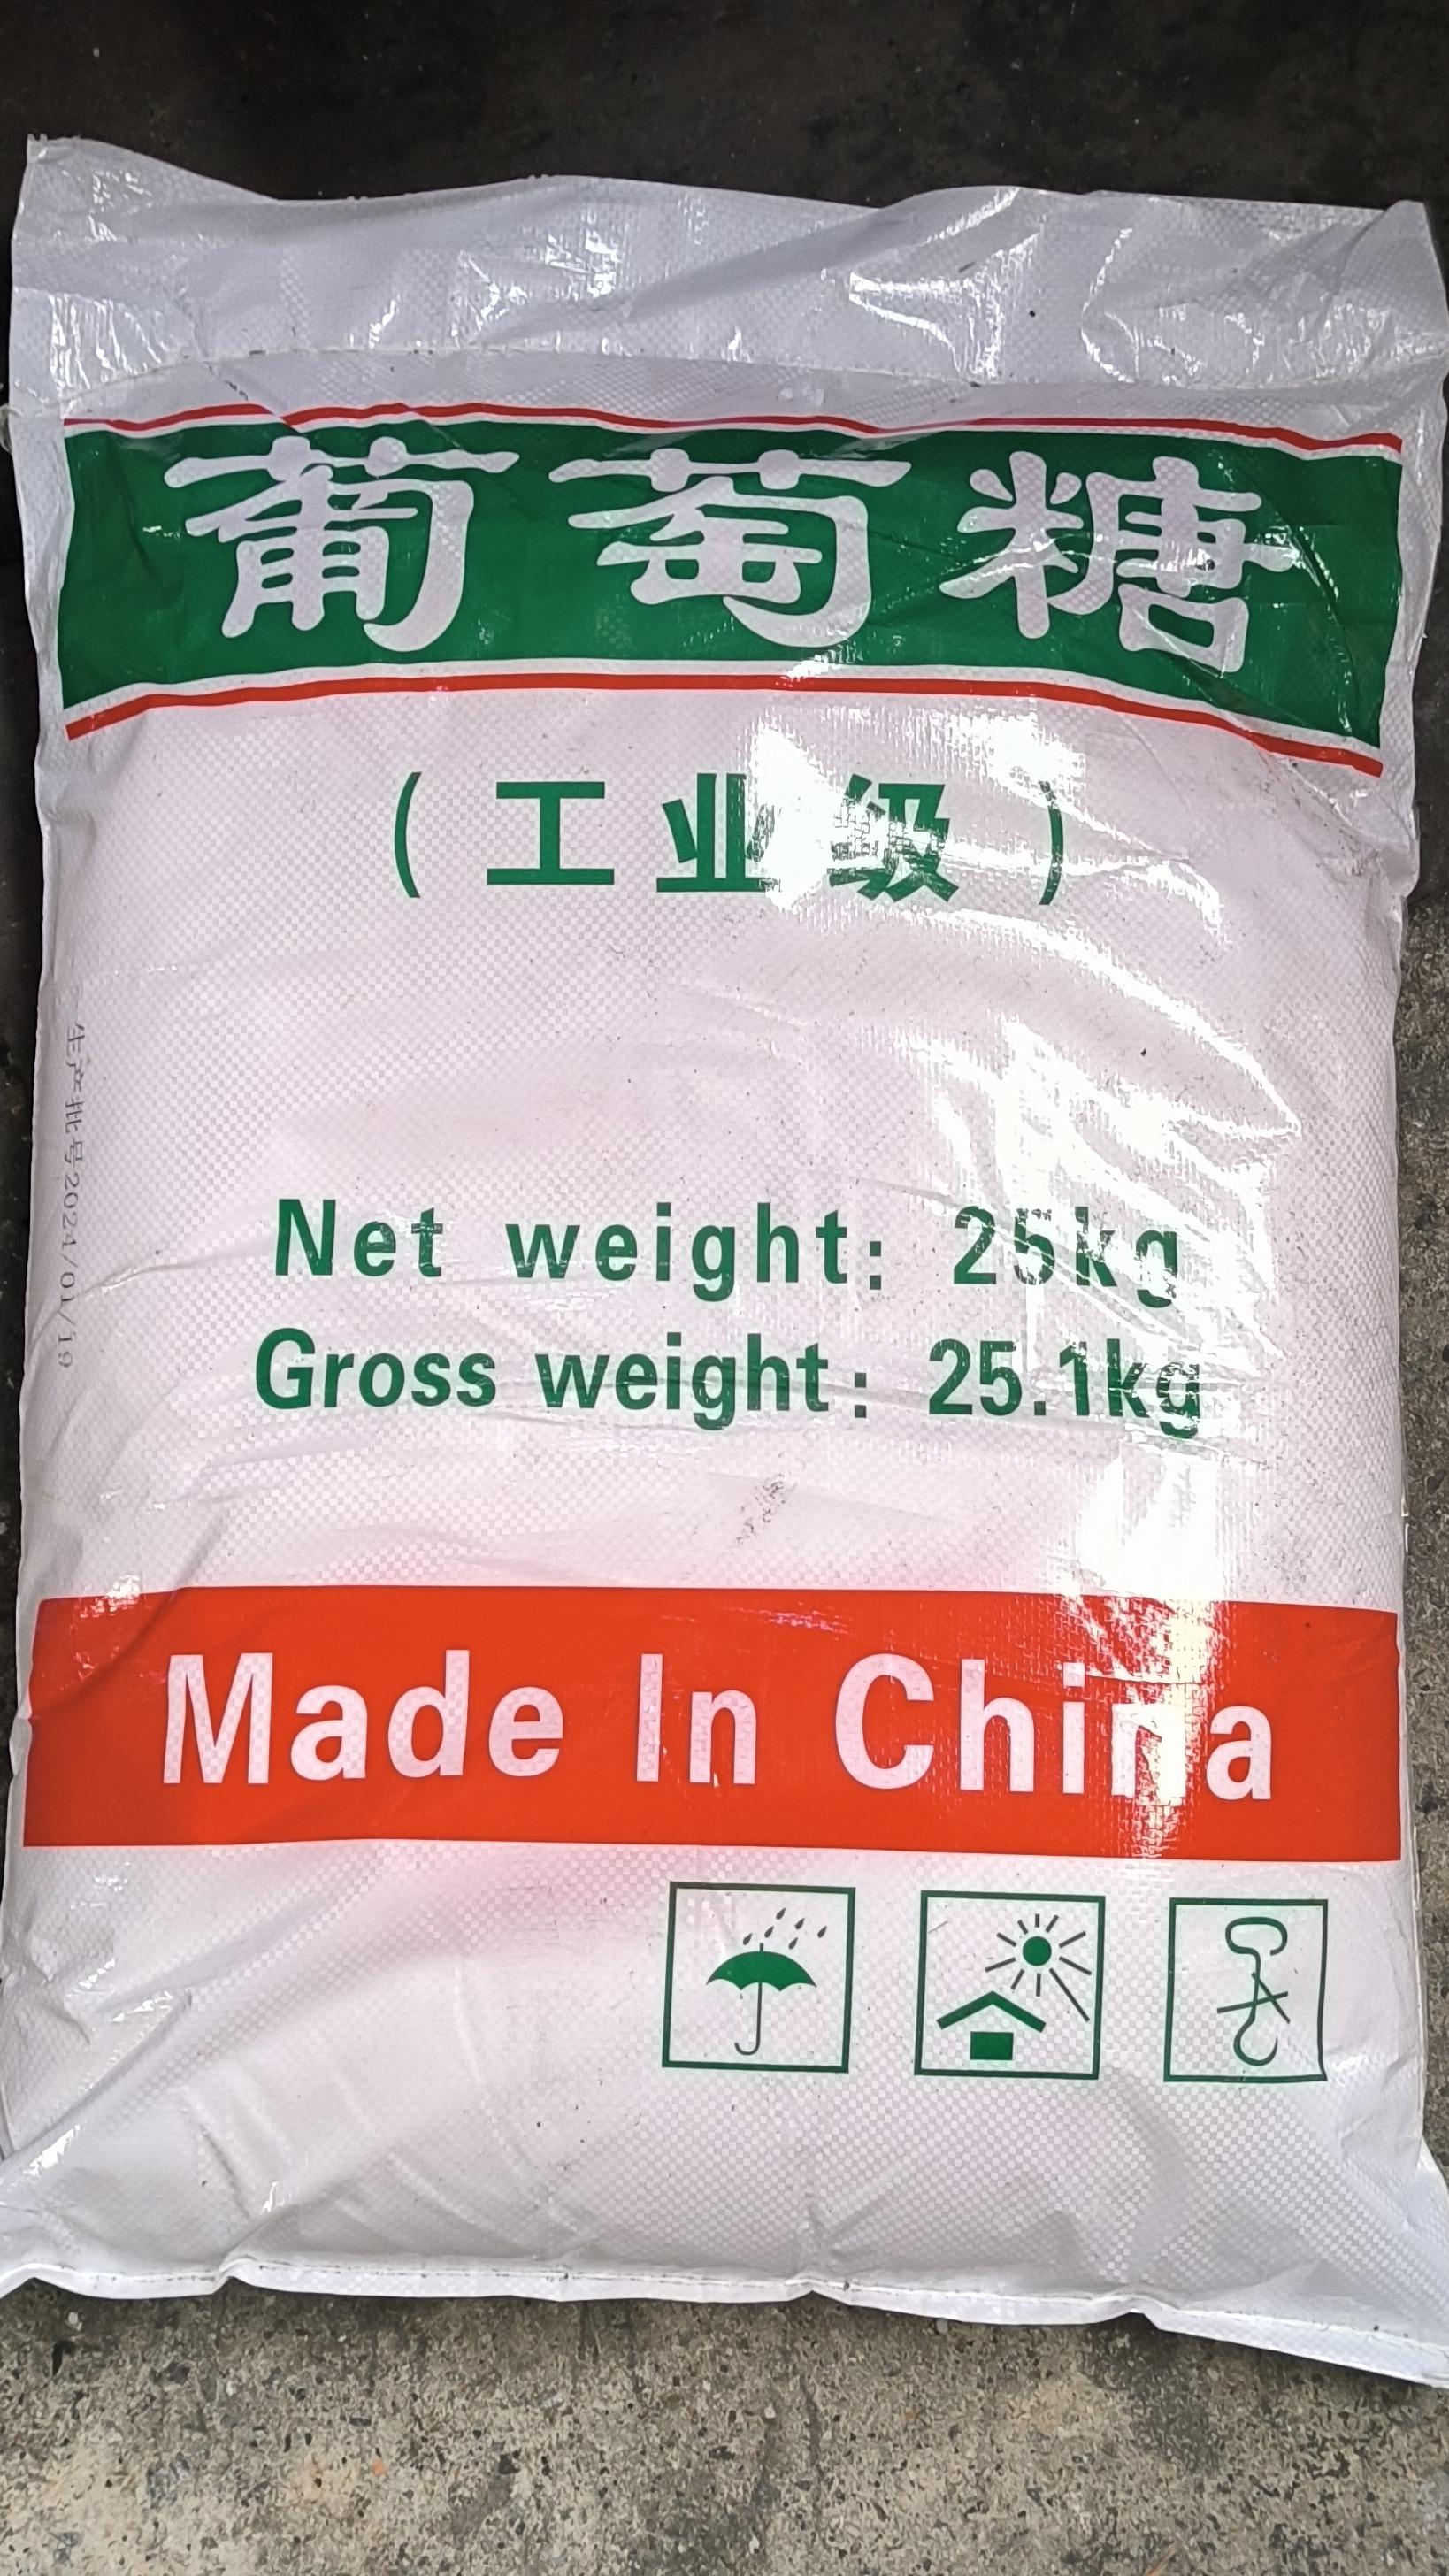 葡萄糖
(工业级)
生产批号2024/01/19
Net weight: 25kg
Gross weight: 25.1kg
Made In China